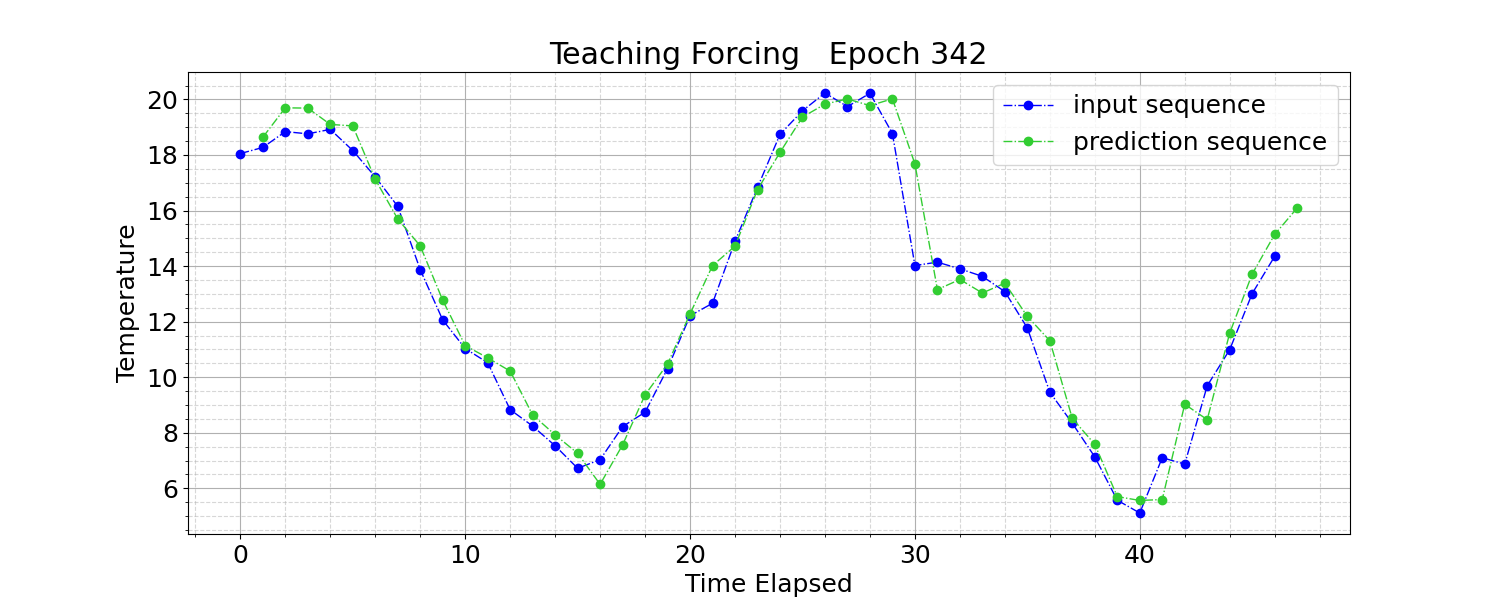 Teaching Forcing   Epoch 342
input sequence
prediction sequence
Temperature
20
18
16
14
12
10
8
6
0
10
20
30
40
Time Elapsed